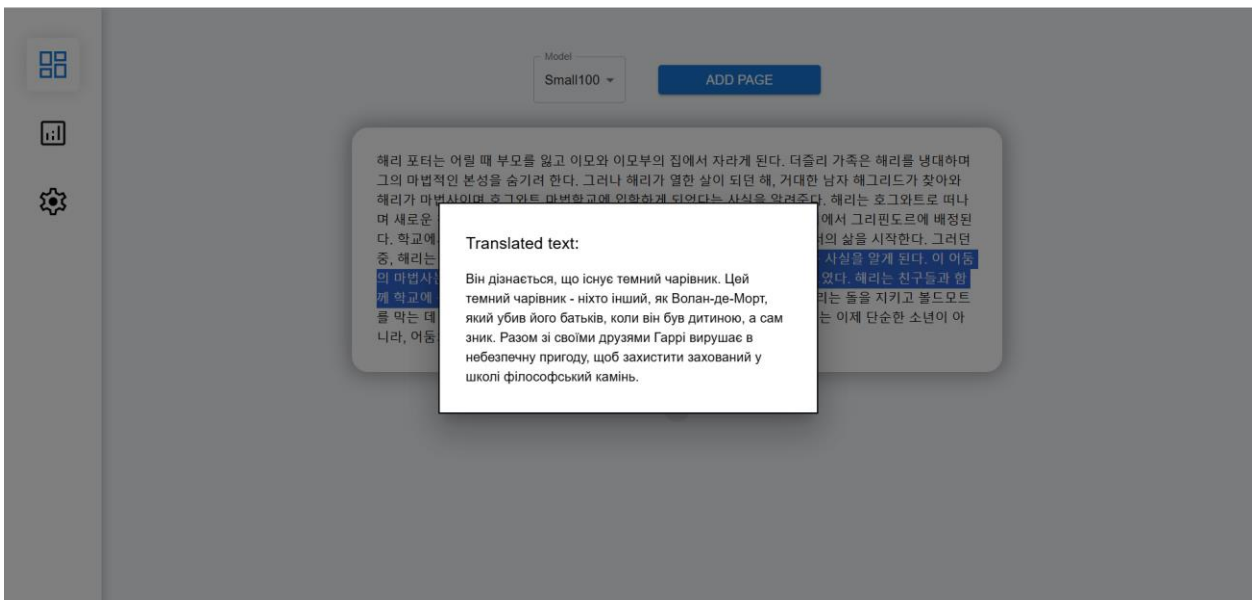 Model
Small100
ADD PAGE
해리 포터는 어릴 때 부모를 잃고 이모와 이모부의 집에서 자라게 된다. 더즐리 가족은 해리를 냉대하며
그의 마법적인 본성을 숨기려 한다. 그러나 해리가 열한 살이 되던 해, 거대한 남자 해그리드가 찾아와
해리가 마법사이며 호그와트 마법학교에 입학하게 되었다는 사실을 알려준다. 해리는 호그와트로 떠나
며 새로운 에서 그리핀도르에 배정된
다. 학교에 의 삶을 시작한다. 그러던
중, 해리는 사실을 알게 된다. 이 어둠
의 마법사는 였다. 해리는 친구들과 함
께 학교에 리는 돌을 지키고 볼드모트
를 막는 데 는 이제 단순한 소년이 아
니라, 어둠
Translated text:
Він дізнається, що існує темний чарівник. Цей
темний чарівник - ніхто інший, як Волан-де-Морт,
який убив його батьків, коли він був дитиною, а сам
зник. Разом зі своїми друзями Гаррі вирушає в
небезпечну пригоду, щоб захистити захований у
школі філософський камінь.